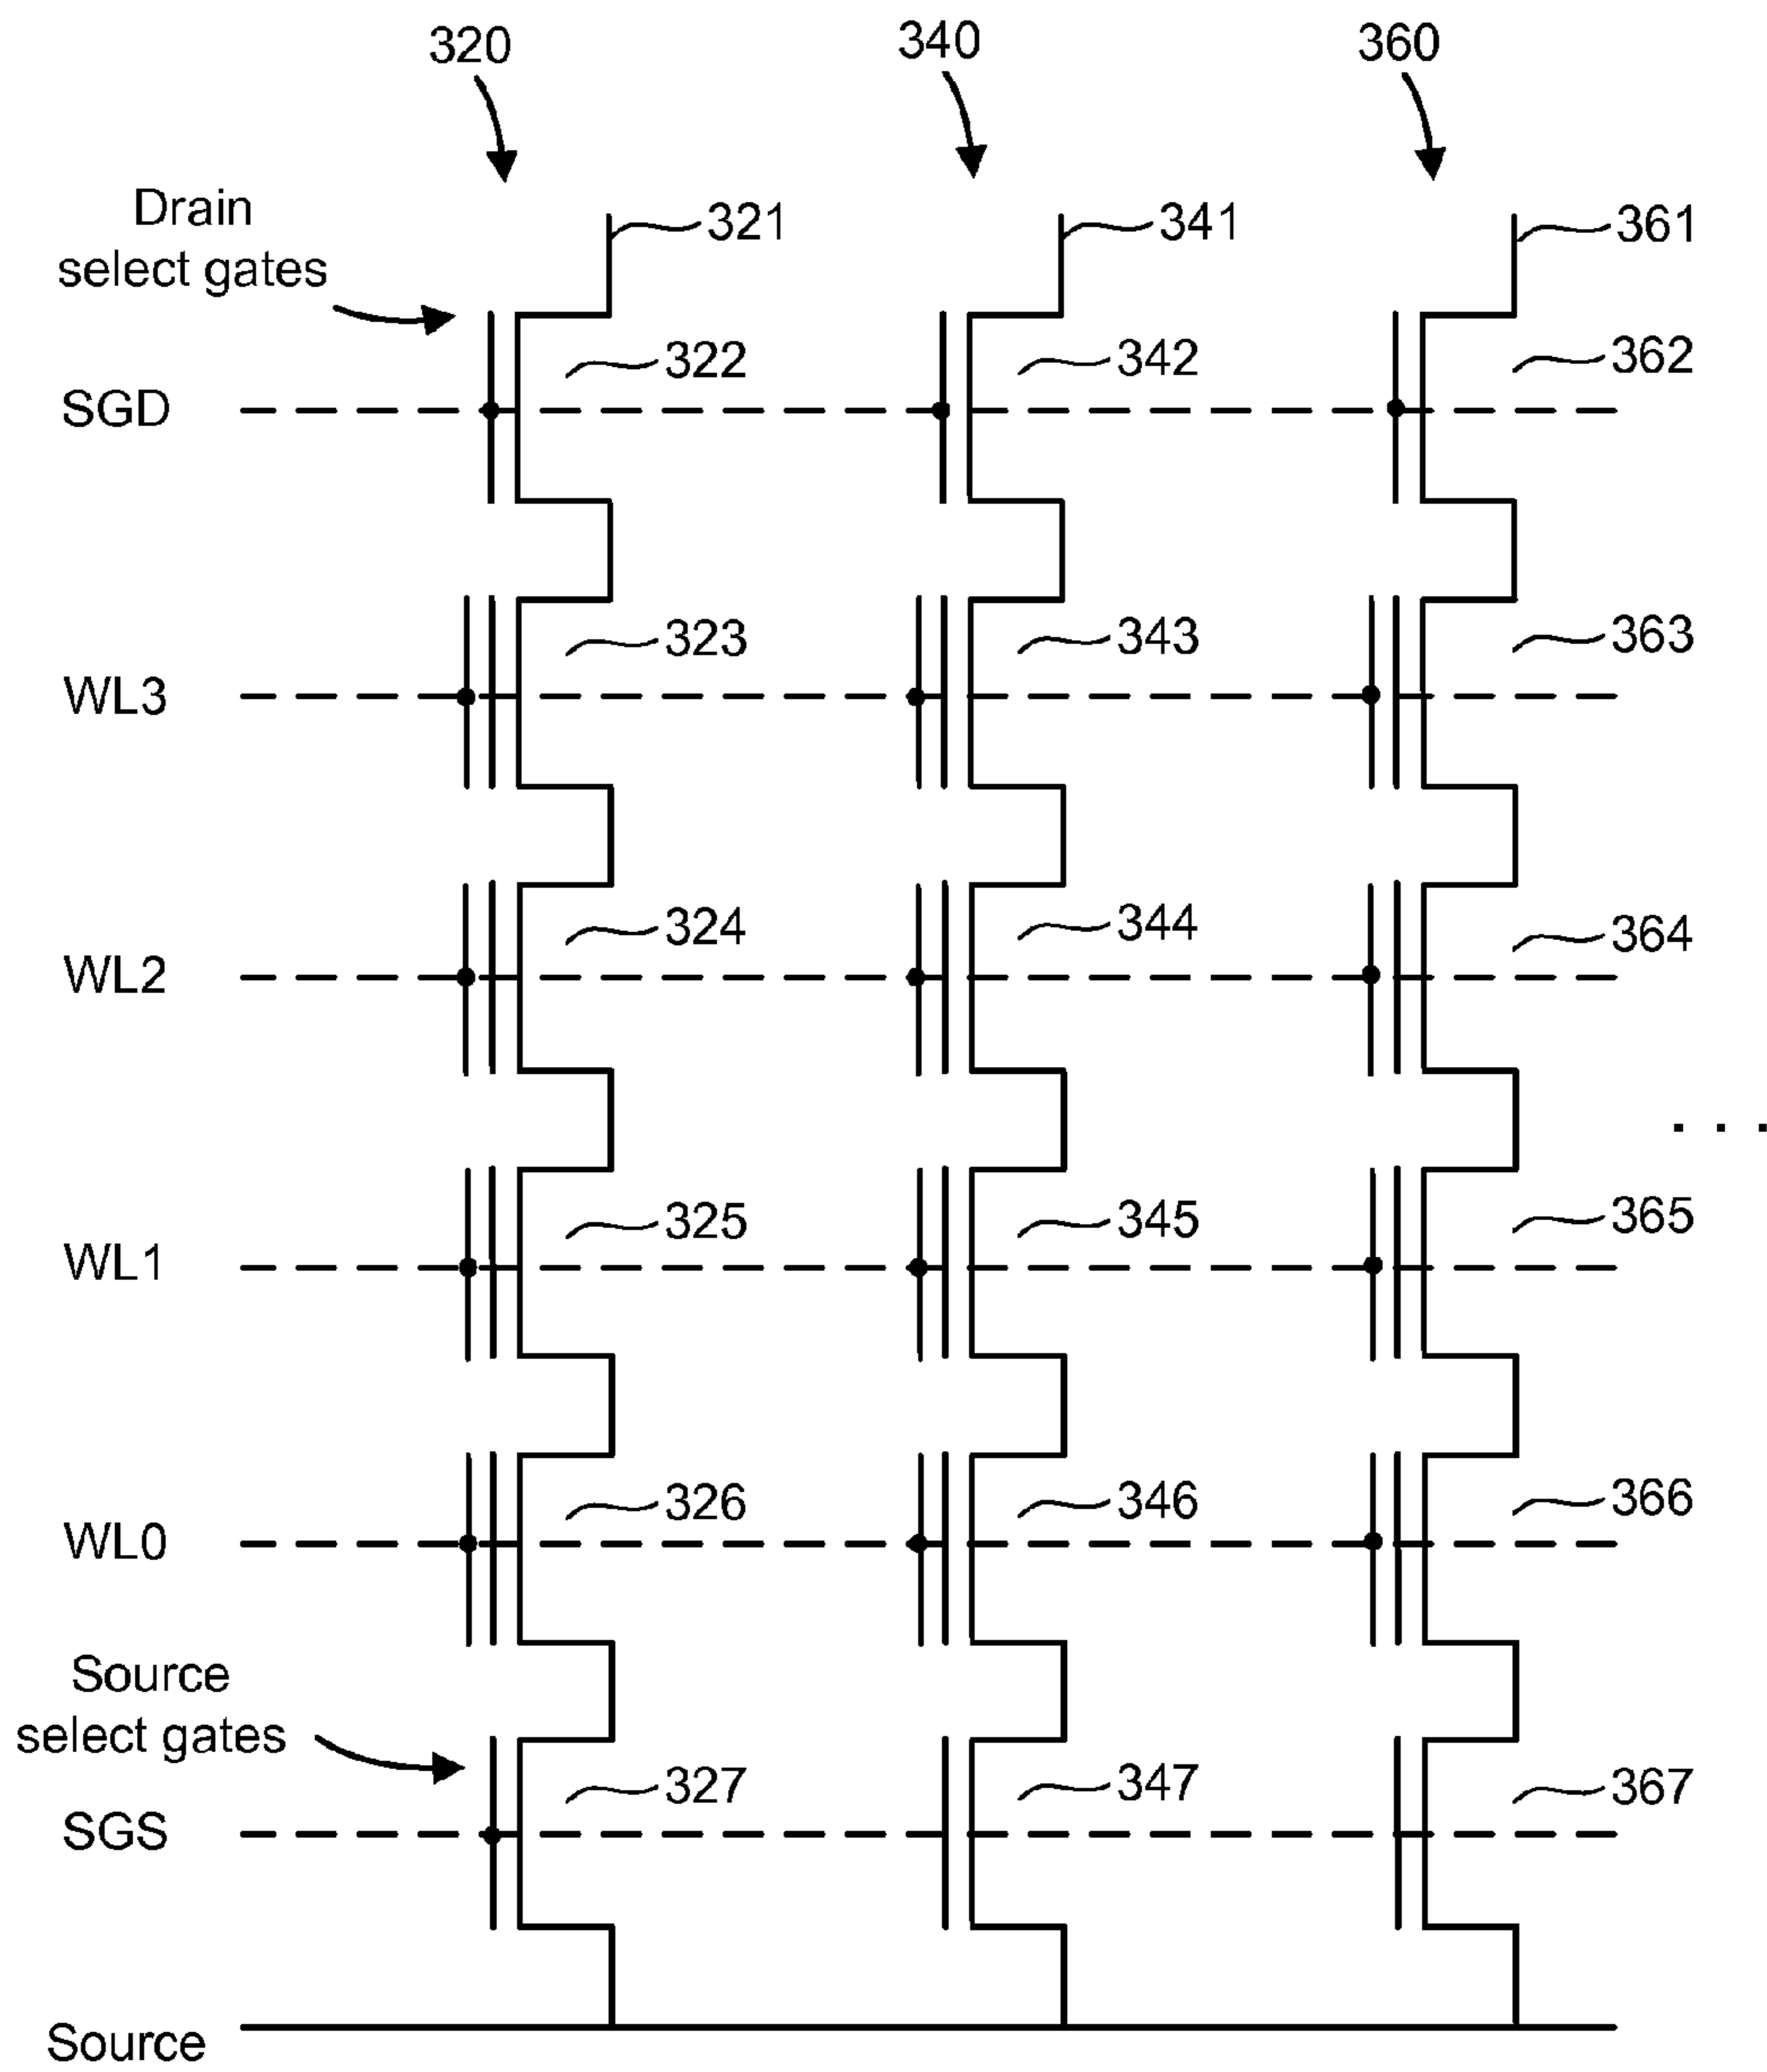 320 340 360
Drain
select gates
321 341 361
322 342 362
SGD
323 343 363
WL3
324 344 364
WL2
. . .
325 345 365
WL1
326 346 366
WL0
Source
select gates
327 347 367
SGS
Source